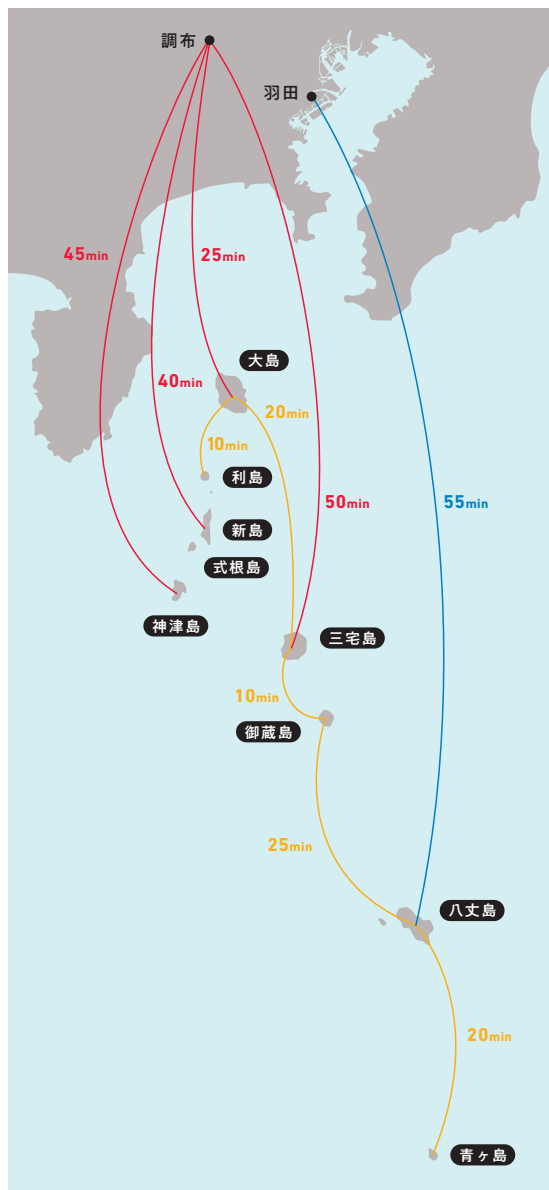 調布
羽田
45min
25min
大島
40min
20min
10min
利島
50min
55min
新島
式根島
神津島
三宅島
10min
御蔵島
25min
八丈島
20min
青ヶ島